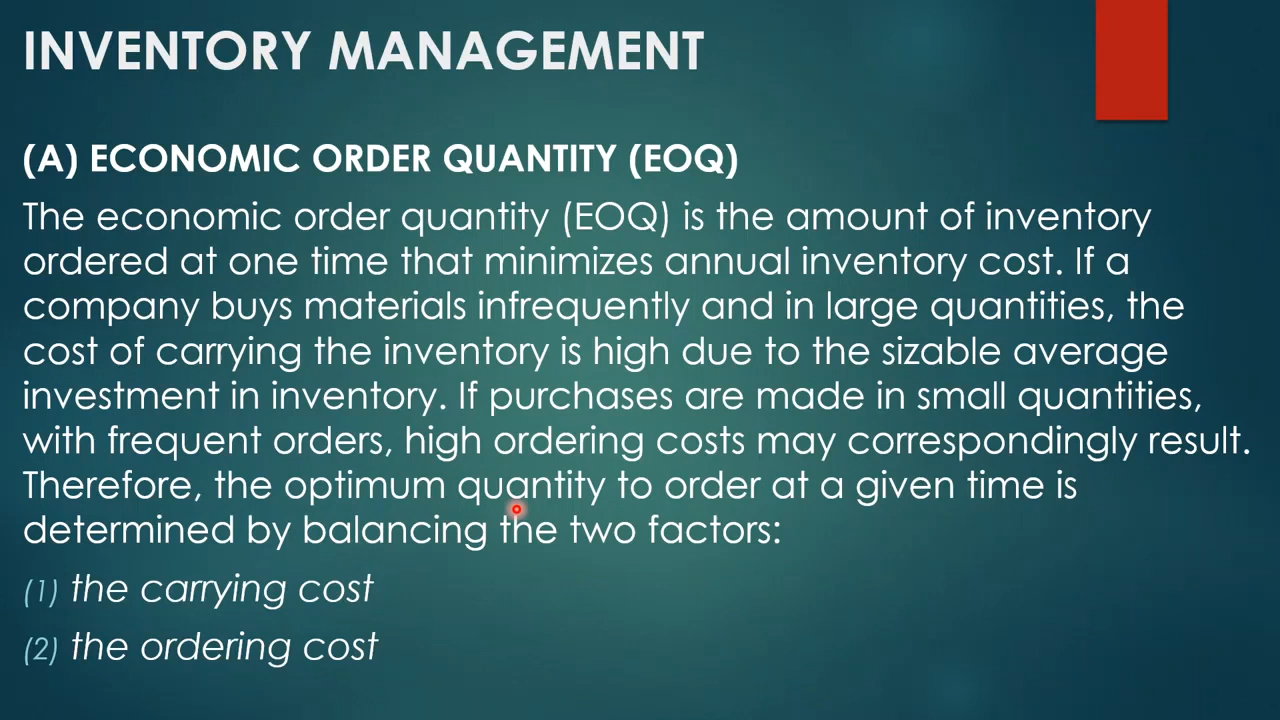 INVENTORY MANAGEMENT
(A) ECONOMIC ORDER QUANTITY (EOQ)
The economic order quantity (EOQ) is the amount of inventory
ordered at one time that minimizes annual inventory cost. If a
company buys materials infrequently and in large quantities, the
cost of carrying the inventory is high due to the sizable average
investment in inventory. If purchases are made in small quantities,
with frequent orders, high ordering costs may correspondingly result.
Therefore, the optimum quantity to order at a given time is
determined by balancing the two factors:
(1) the carrying cost
(2) the ordering cost